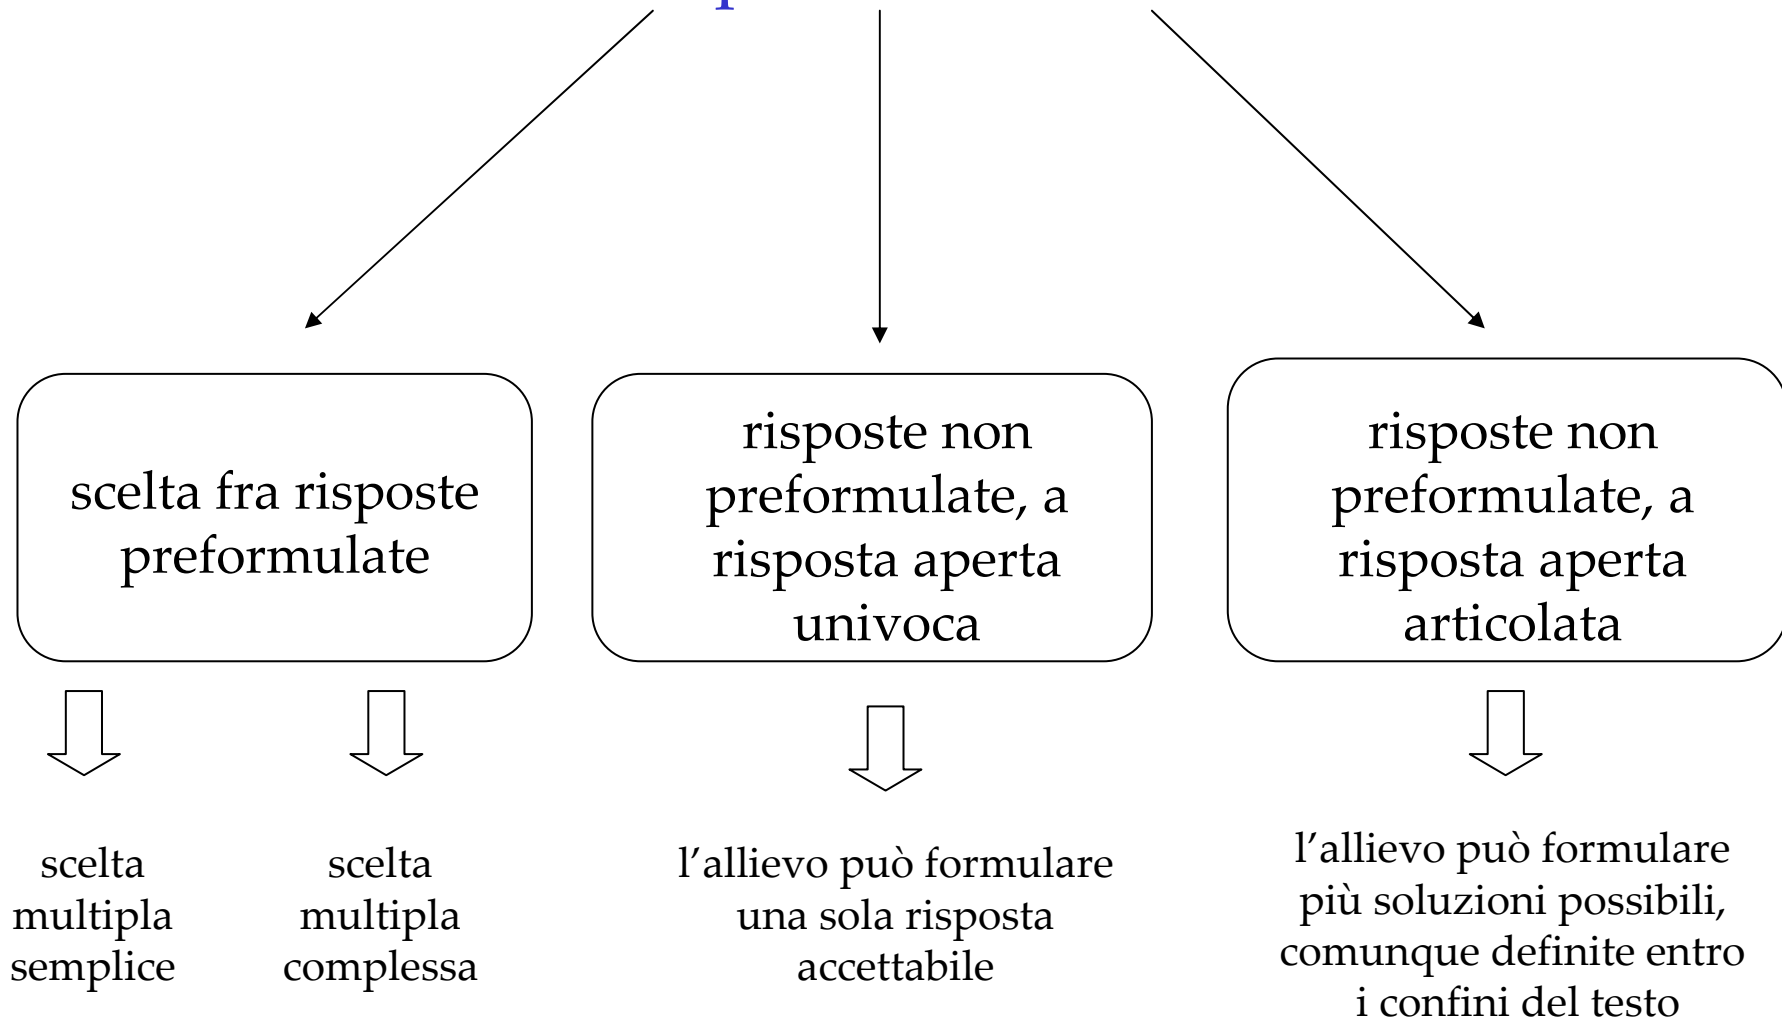 scelta fra risposte
preformulate
risposte non
preformulate, a
risposta aperta
univoca
risposte non
preformulate, a
risposta aperta
articolata
scelta
multipla
semplice
scelta
multipla
complessa
l’allievo può formulare
una sola risposta
accettabile
l’allievo può formulare
più soluzioni possibili,
comunque definite entro
i confini del testo